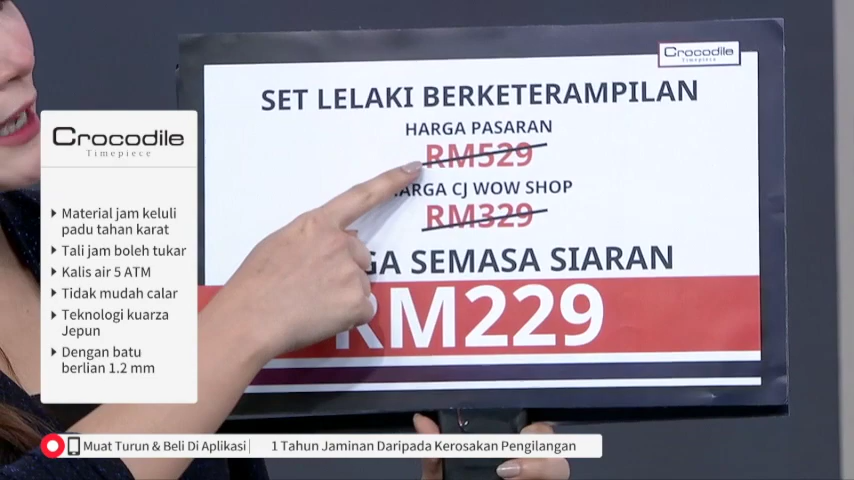 Crocodile
Timepiece
SET LELAKI BERKETERAMPILAN
HARGA PASARAN
RM529
CJ WOW SHOP
RM329
SEMASA SIARAN
RM229
Crocodile
Timepiece
Material jam keluli
padu tahan karat
Tali jam boleh tukar
Kalis air 5 ATM
Tidak mudah calar
Teknologi kuarza
Jepun
Dengan batu
berlian 1.2 mm
Muat Turun & Beli Di Aplikasi
1 Tahun Jaminan Daripada Kerosakan Pengilangan